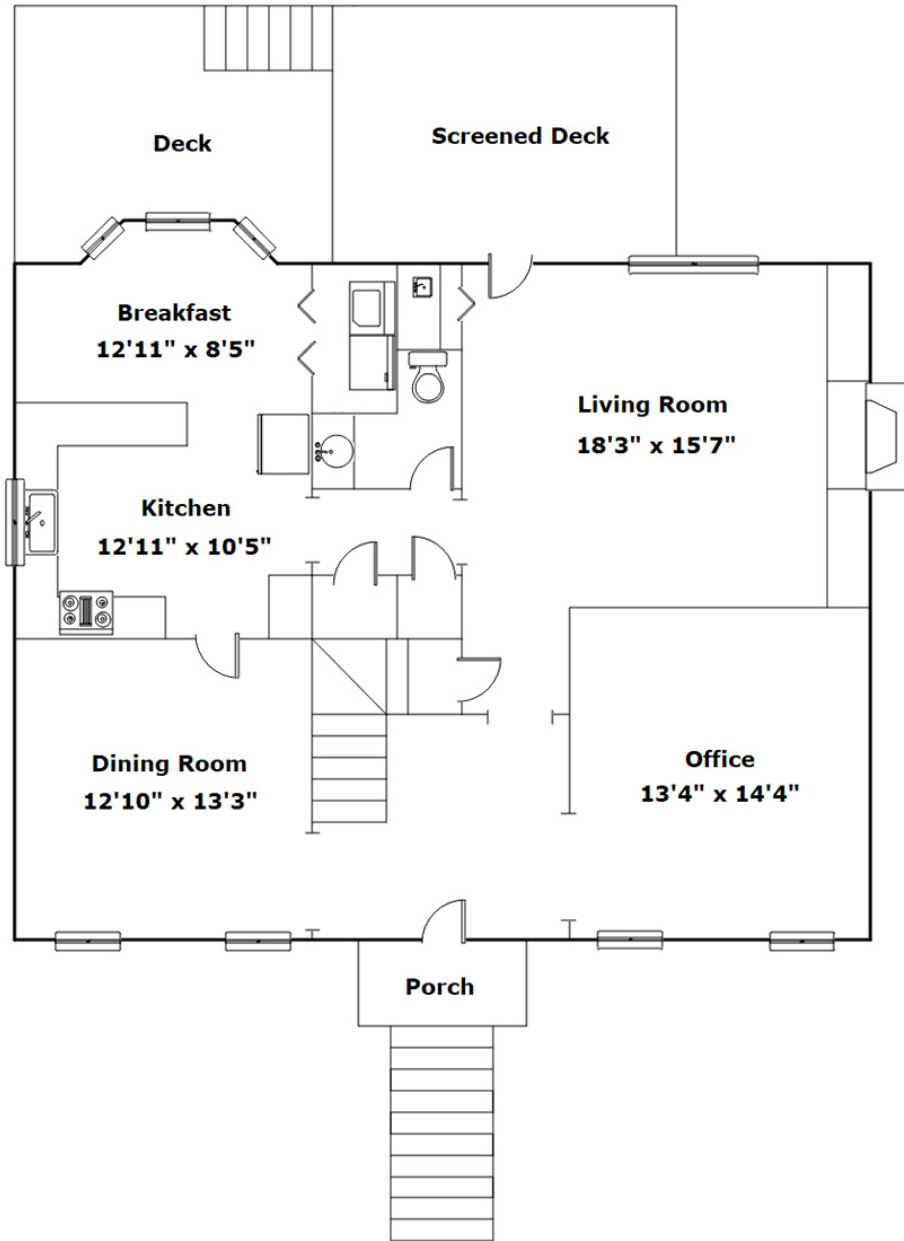 Deck
Screened Deck
Breakfast
12'11" x 8'5"
Living Room
18'3" x 15'7"
Kitchen
12'11" x 10'5"
Dining Room
12'10" x 13'3"
Office
13'4" x 14'4"
Porch